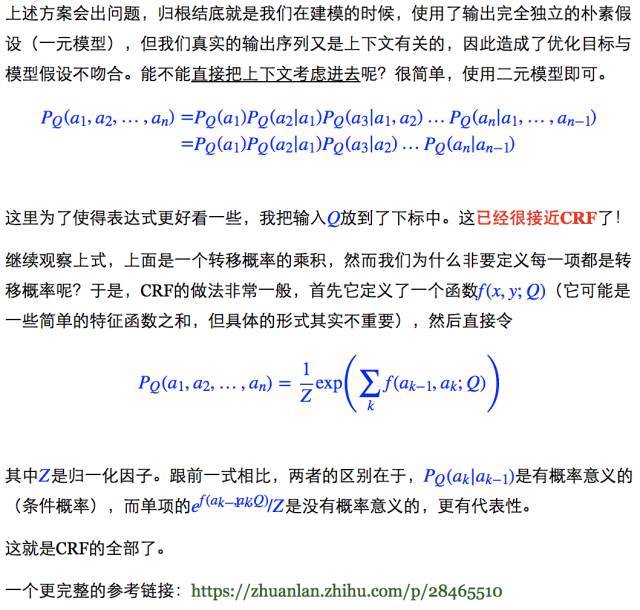 上述方案会出问题，归根结底就是我们在建模的时候，使用了输出完全独立的朴素假
设（一元模型），但我们真实的输出序列又是上下文有关的，因此造成了优化目标与
模型假设不吻合。能不能直接把上下文考虑进去呢？很简单，使用二元模型即可。
P_Q(a_1, a_2, … , a_n) =P_Q(a_1)P_Q(a_2|a_1)P_Q(a_3|a_1, a_2) … P_Q(a_n|a_1, … , a_{n−1})
=P_Q(a_1)P_Q(a_2|a_1)P_Q(a_3|a_2) … P_Q(a_n|a_{n−1})
这里为了使得表达式更好看一些，我把输入Q放到了下标中。这已经很接近CRF了！
继续观察上式，上面是一个转移概率的乘积，然而我们为什么非要定义每一项都是转
移概率呢？于是，CRF的做法非常一般，首先它定义了一个函数f(x, y; Q)（它可能是
一些简单的特征函数之和，但具体的形式其实不重要），然后直接令
P_Q(a_1, a_2, … , a_n) = \frac{1}{Z} exp(∑_k f(a_{k−1}, a_k; Q))
其中Z是归一化因子。跟前一式相比，两者的区别在于，P_Q(a_k|a_{k−1})是有概率意义的
（条件概率），而单项的e^{f(a_{k−1},a_k;Q)}/Z是没有概率意义的，更有代表性。
这就是CRF的全部了。
一个更完整的参考链接：https://zhuanlan.zhihu.com/p/28465510